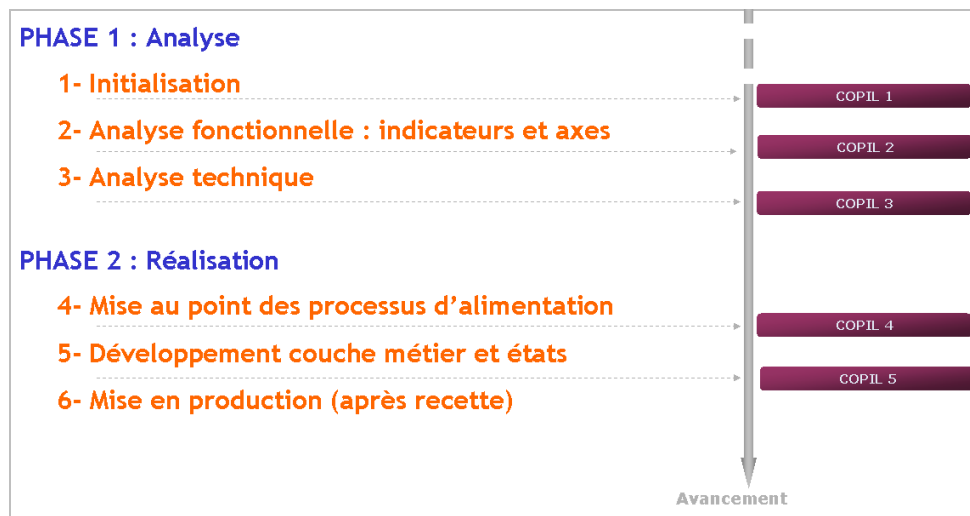 PHASE 1 : Analyse
1- Initialisation
COPIL 1
2- Analyse fonctionnelle : indicateurs et axes
COPIL 2
3- Analyse technique
COPIL 3
PHASE 2 : Réalisation
4- Mise au point des processus d’alimentation
COPIL 4
5- Développement couche métier et états
COPIL 5
6- Mise en production (après recette)
Avancement